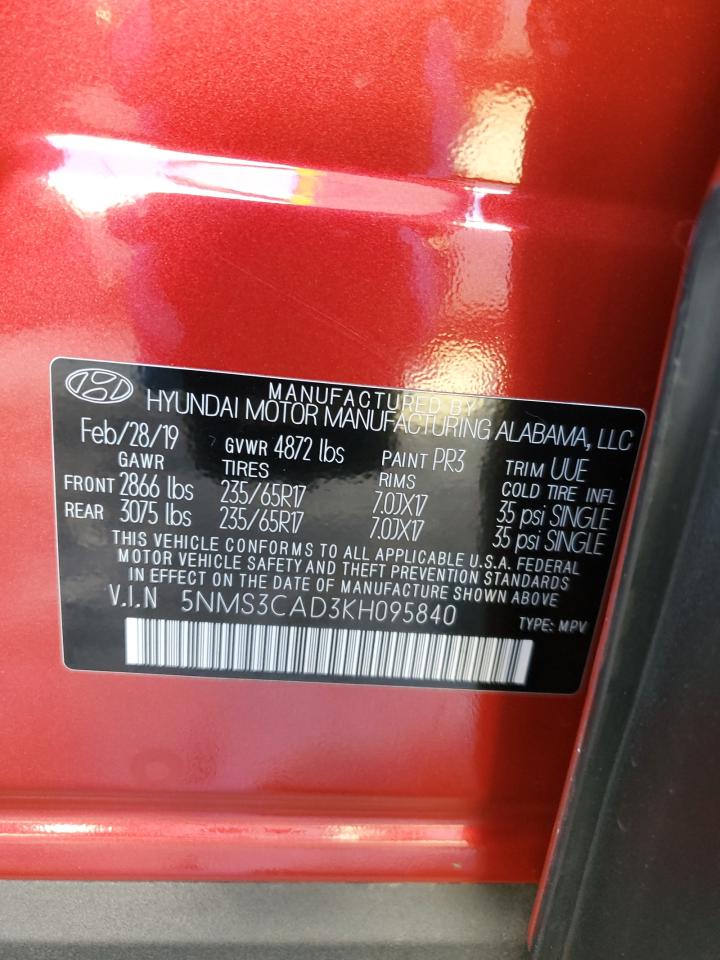 MANUFACTURED BY
HYUNDAI MOTOR MANUFACTURING ALABAMA, LLC
Feb/28/19 GVWR 4872 lbs PAINT PR3 TRIM UUE
GAWR TIRES RIMS COLD TIRE INFL
FRONT 2866 lbs 235/65R17 7.0JX17 35 psi SINGLE
REAR 3075 lbs 235/65R17 7.0JX17 35 psi SINGLE
THIS VEHICLE CONFORMS TO ALL APPLICABLE U.S.A. FEDERAL
MOTOR VEHICLE SAFETY AND THEFT PREVENTION STANDARDS
IN EFFECT ON THE DATE OF MANUFACTURE SHOWN ABOVE
V.I.N 5NMS3CAD3KH095840
TYPE: MPV